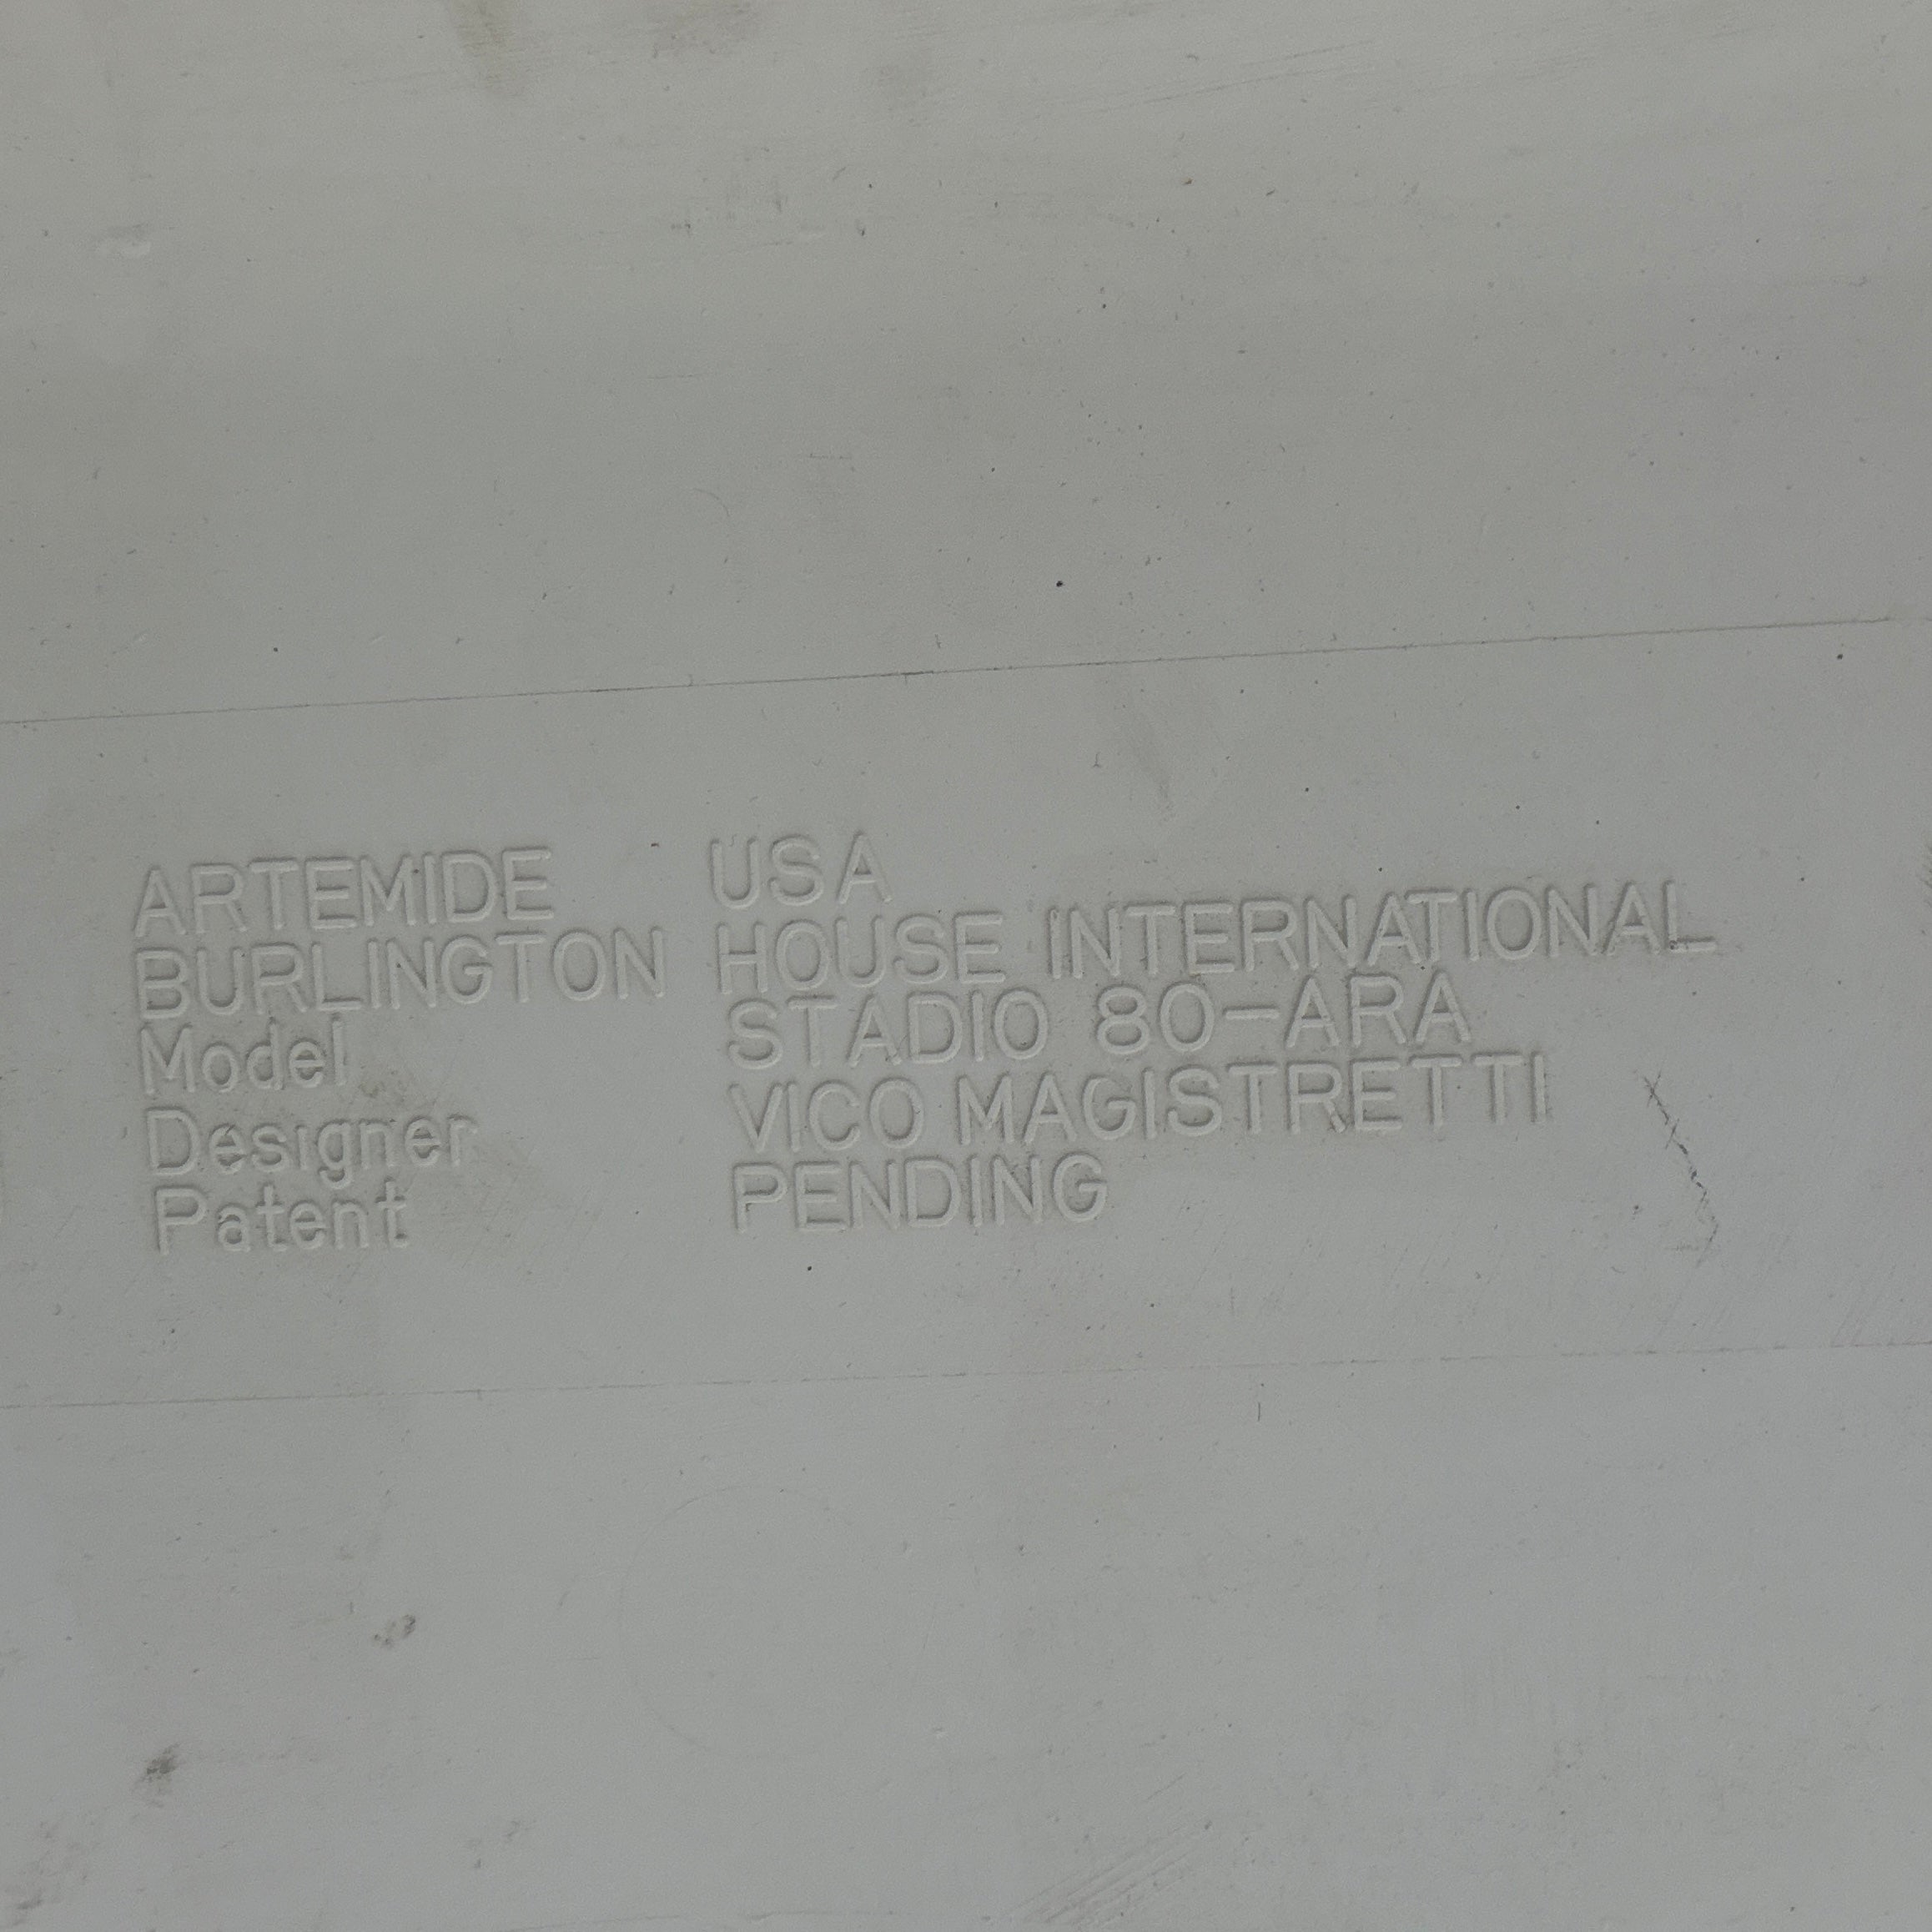 ARTEMIDE USA
BURLINGTON HOUSE INTERNATIONAL
Model STADIO 80-ARA
Designer VICO MAGISTRETTI
Patent PENDING